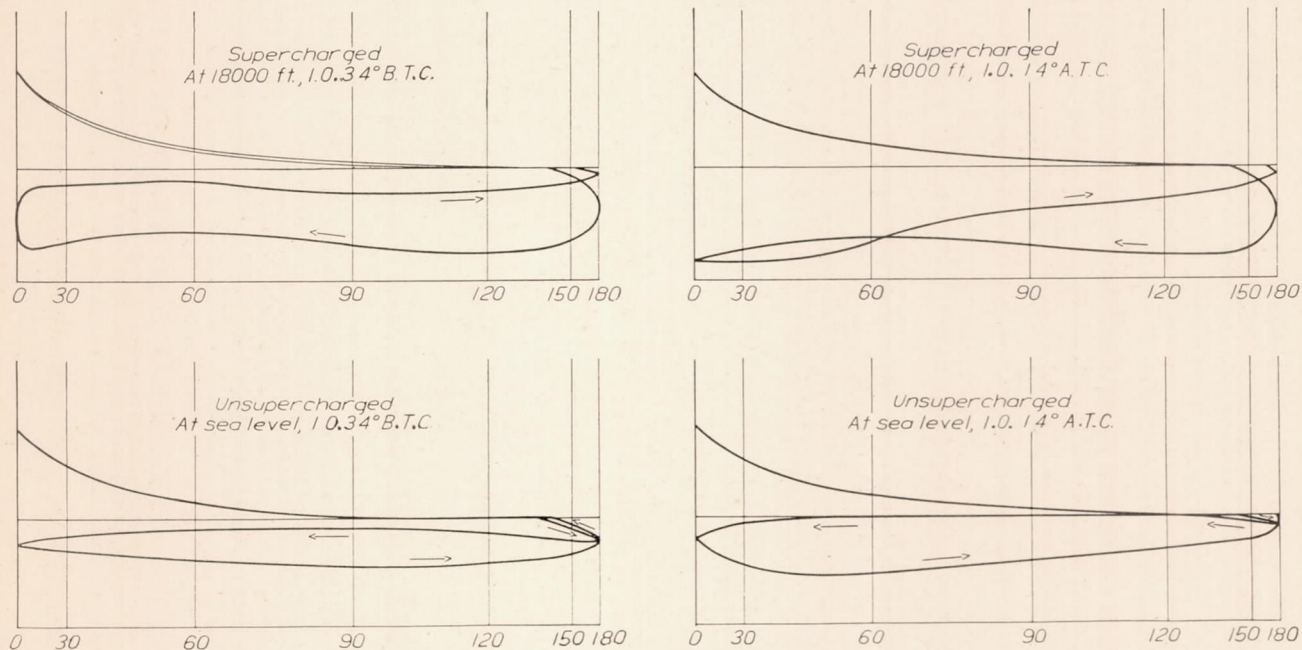 Supercharged
At 18000 ft., I.O.34° B.T.C.
0 30 60 90 120 150 180
Supercharged
At 18000 ft, I.O. 14° A.T.C.
0 30 60 90 120 150 180
Unsupercharged
At sea level, I O.34° B.T.C.
0 30 60 90 120 150 180
Unsupercharged
At sea level, I.O. 14° A.T.C.
0 30 60 90 120 150 180